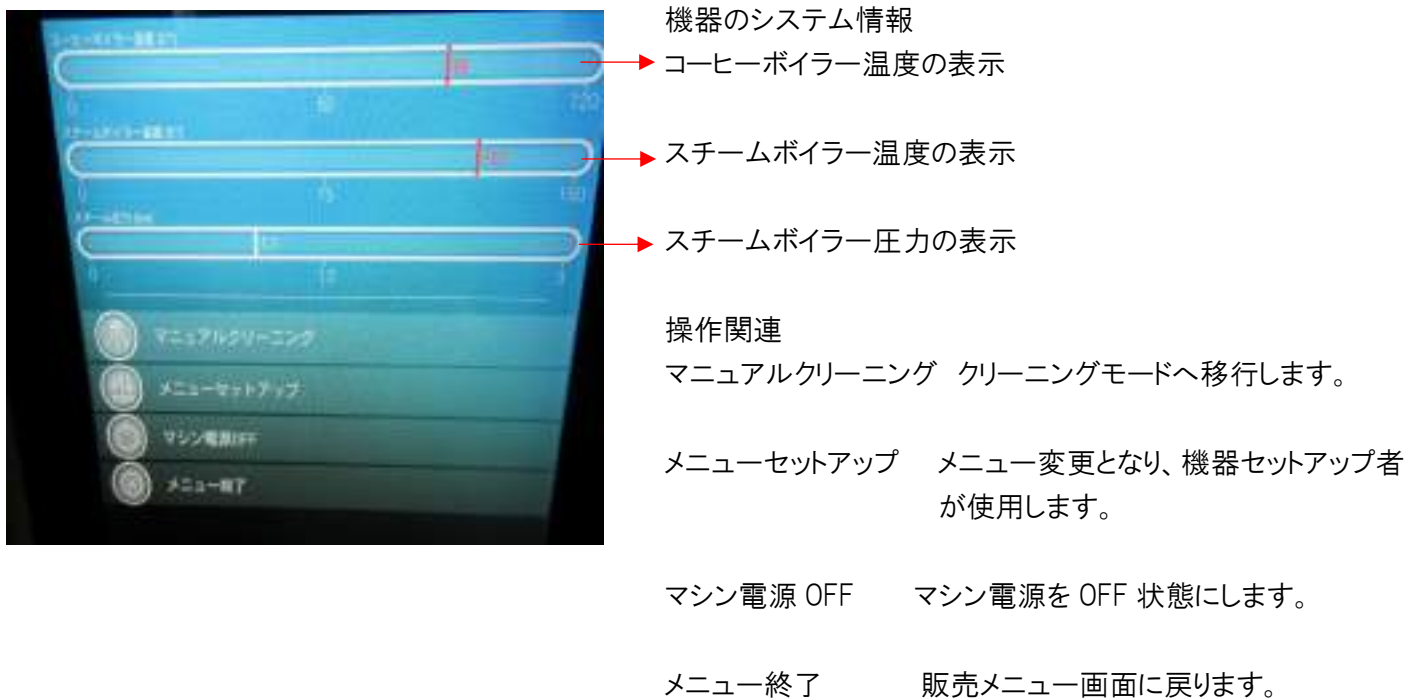 機器のシステム情報
コーヒーボイラー温度の表示
スチームボイラー温度の表示
スチームボイラー圧力の表示
操作関連
マニュアルクリーニング クリーニングモードへ移行します。
メニューセットアップ メニュー変更となり、機器セットアップ者
が使用します。
マシン電源 OFF マシン電源を OFF 状態にします。
メニュー終了 販売メニュー画面に戻ります。
0
0
0
マニュアルクリーニング
メニューセットアップ
マシン電源OFF
メニュー終了